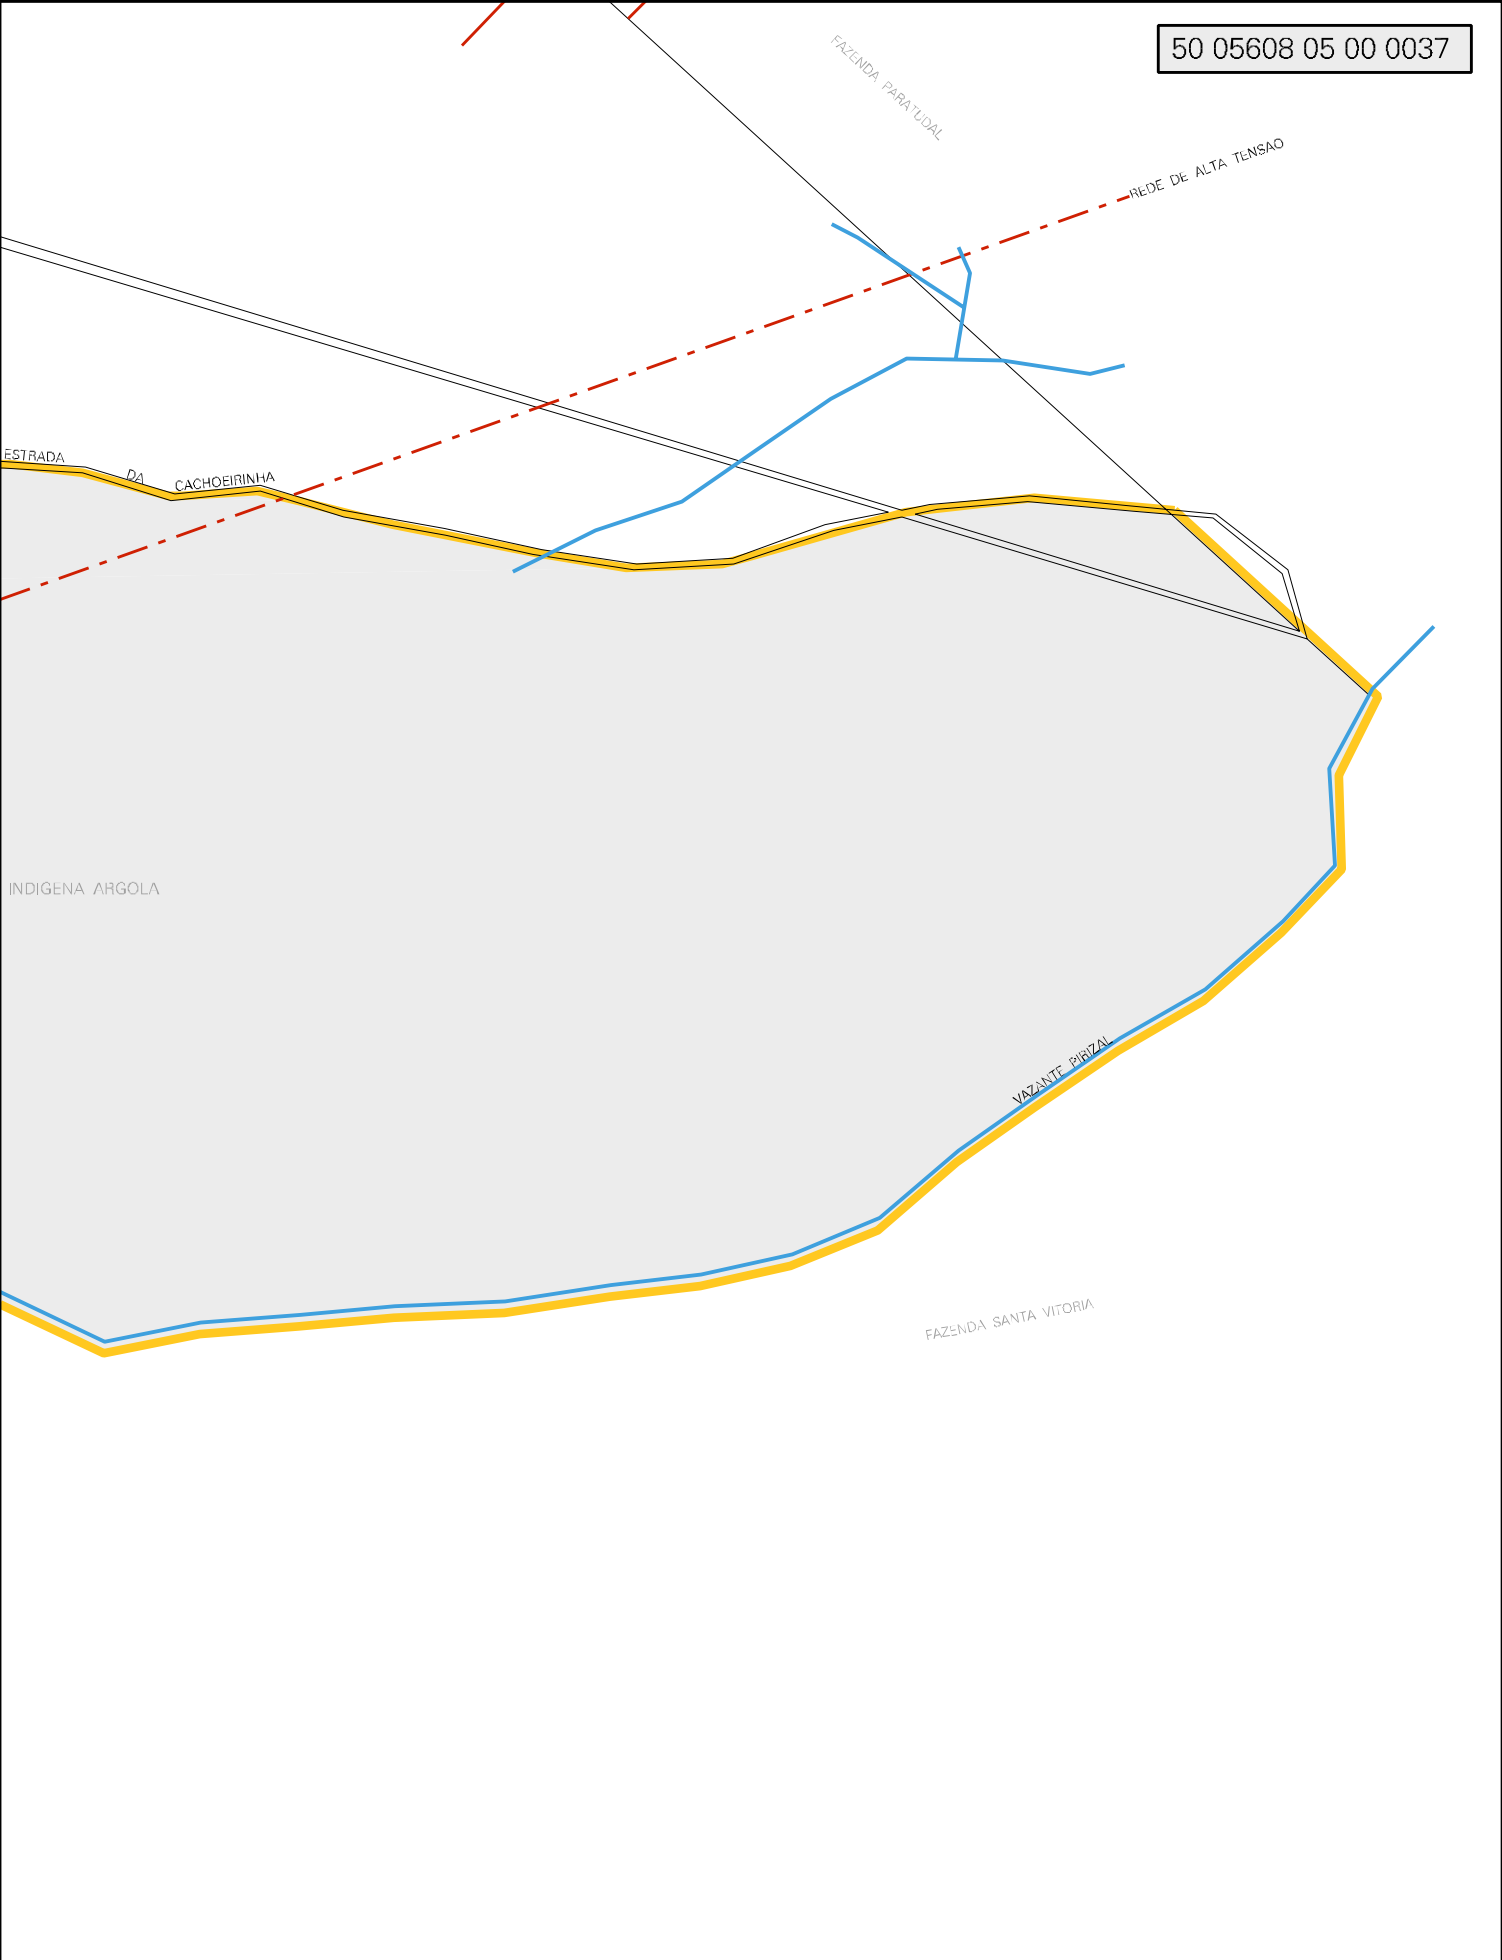 50 05608 05 00 0037
FAZENDA PARATUDAL
REDE DE ALTA TENSAO
ESTRADA DA CACHOEIRINHA
INDIGENA ARGOLA
VAZANTE PIRIZAL
FAZENDA SANTA VITORIA